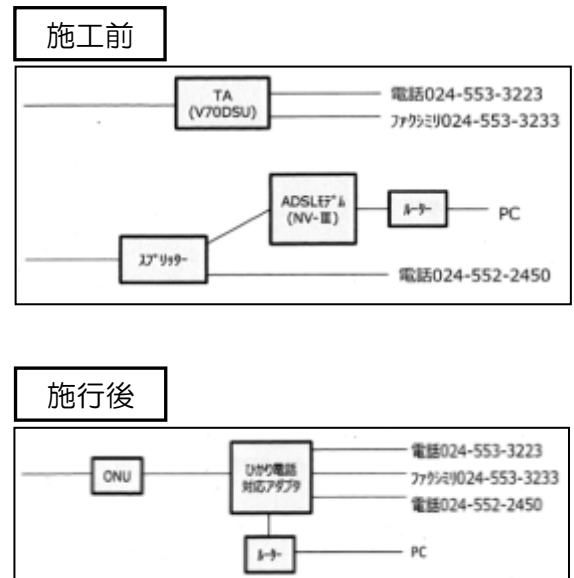 施工前
TA
(V70DSU)
電話024-553-3223
ﾌｧｸｼﾐﾘ024-553-3233
ADSLﾓﾃﾞﾑ
(NV-Ⅲ)
ﾙｰﾀｰ
PC
ｽﾌﾟﾘｯﾀｰ
電話024-552-2450
施行後
ONU
ひかり電話
対応アダプタ
電話024-553-3223
ﾌｧｸｼﾐﾘ024-553-3233
電話024-552-2450
ﾙｰﾀｰ
PC